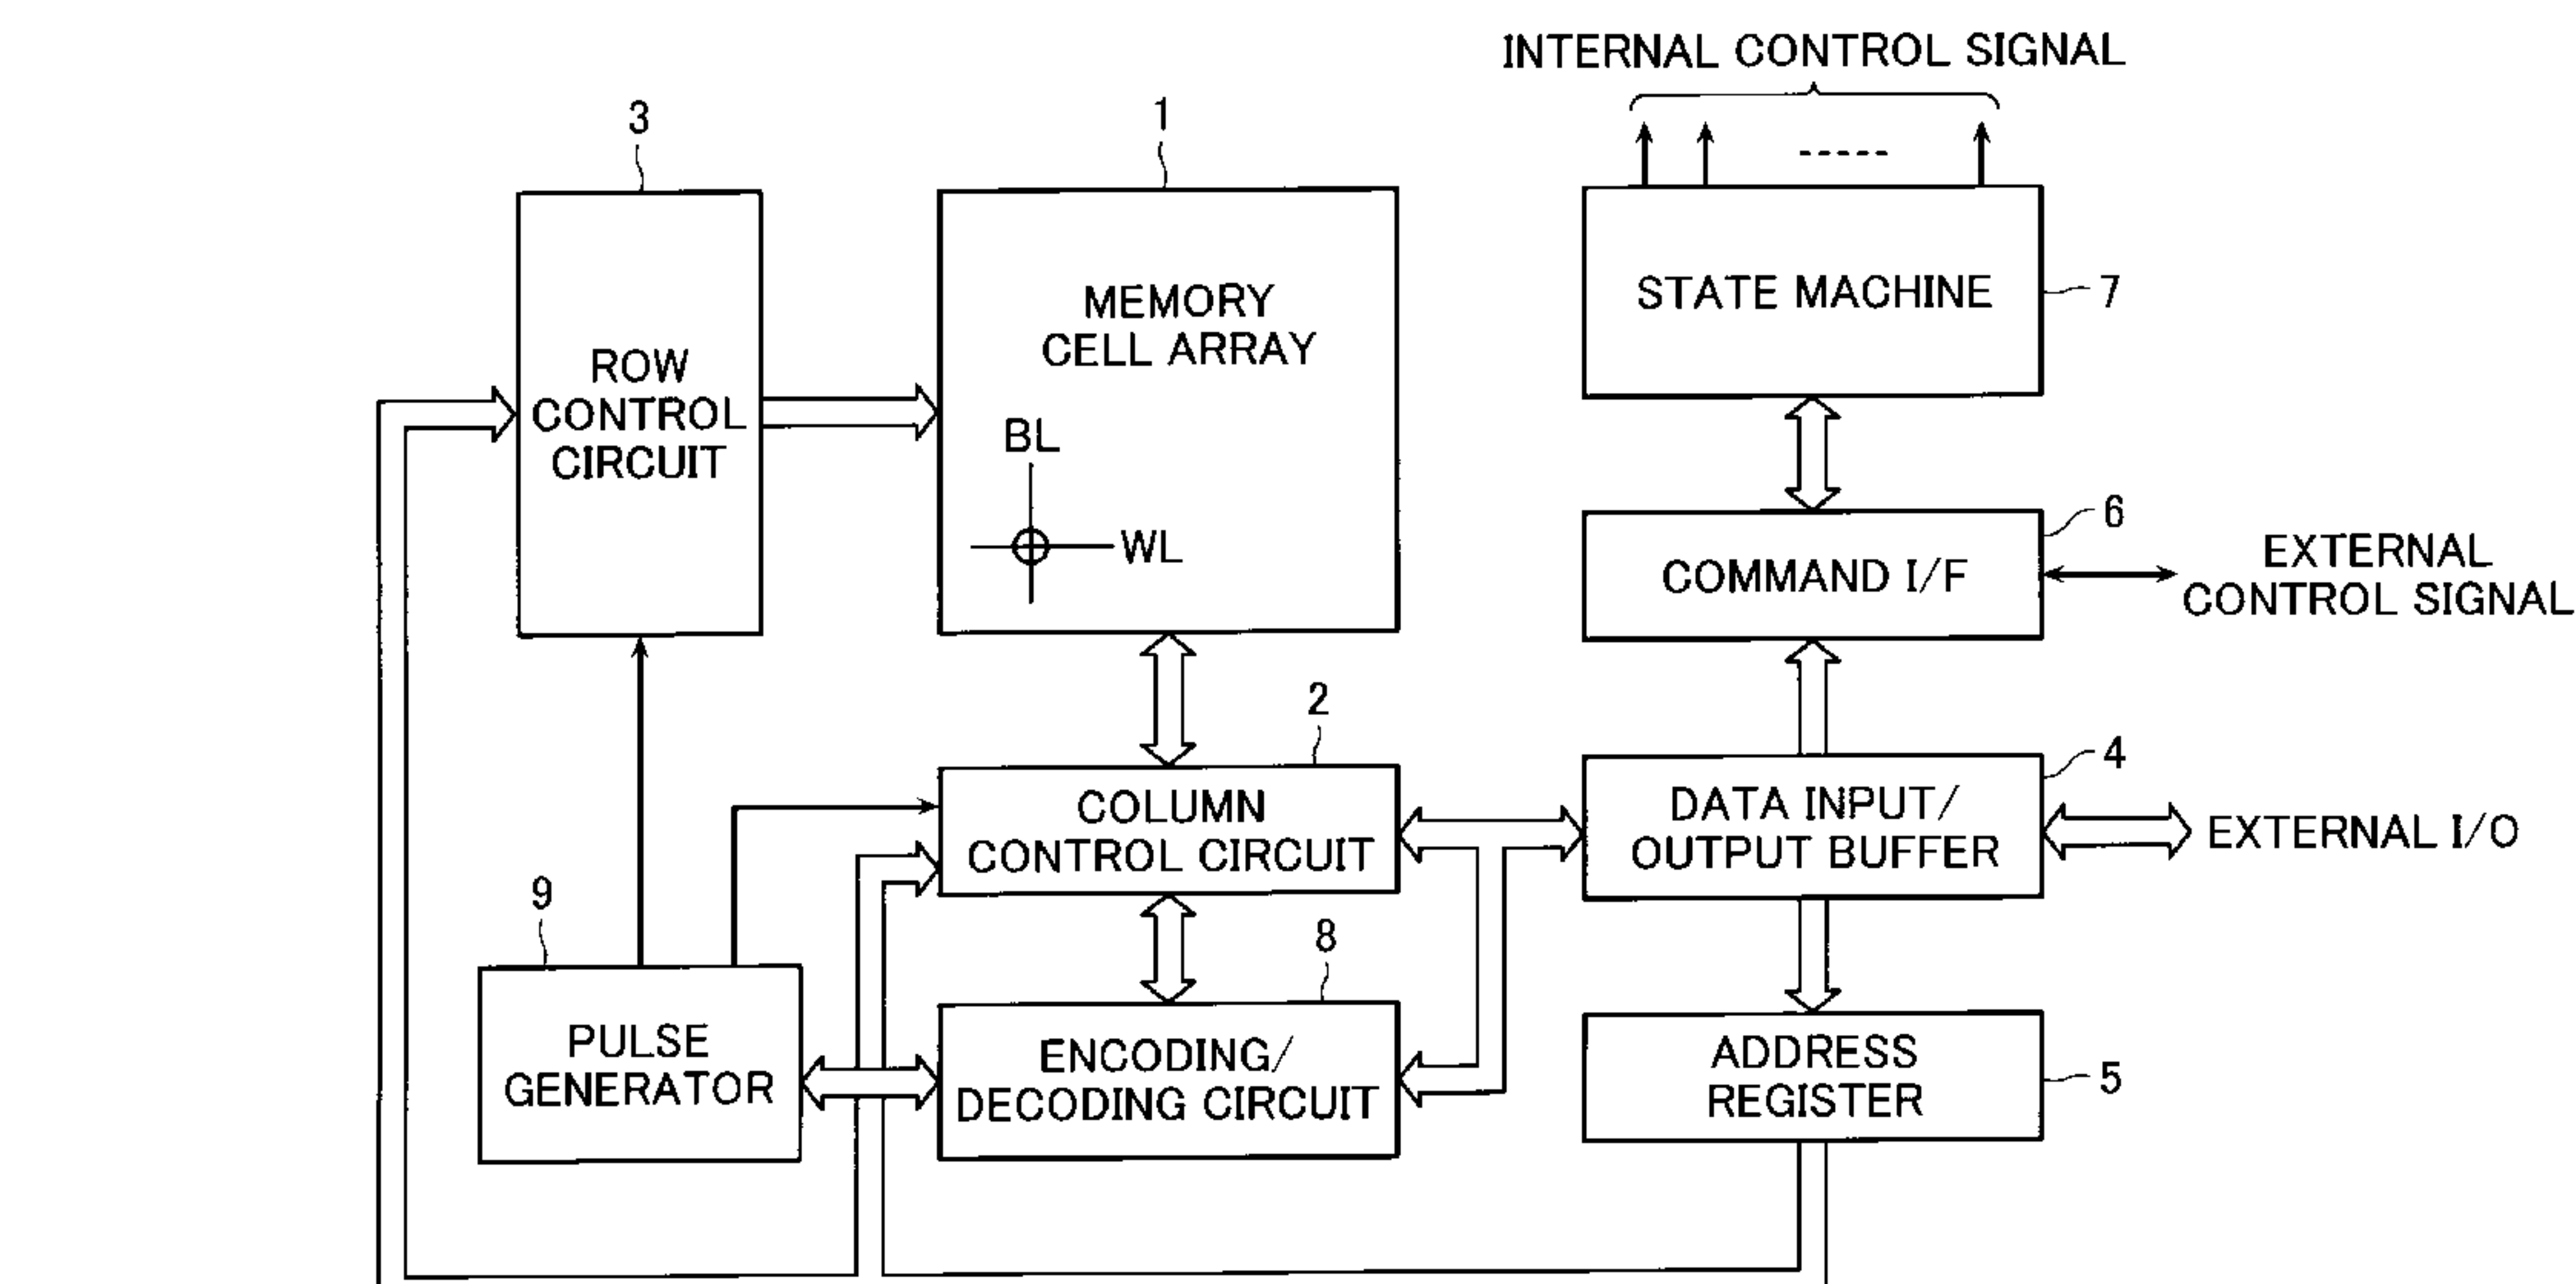 INTERNAL CONTROL SIGNAL
3
1
ROW
CONTROL
CIRCUIT
MEMORY
CELL ARRAY
BL
WL
STATE MACHINE
7
6
COMMAND I/F
EXTERNAL
CONTROL SIGNAL
2
COLUMN
CONTROL CIRCUIT
4
DATA INPUT/
OUTPUT BUFFER
EXTERNAL I/O
9
PULSE
GENERATOR
8
ENCODING/
DECODING CIRCUIT
ADDRESS
REGISTER
5